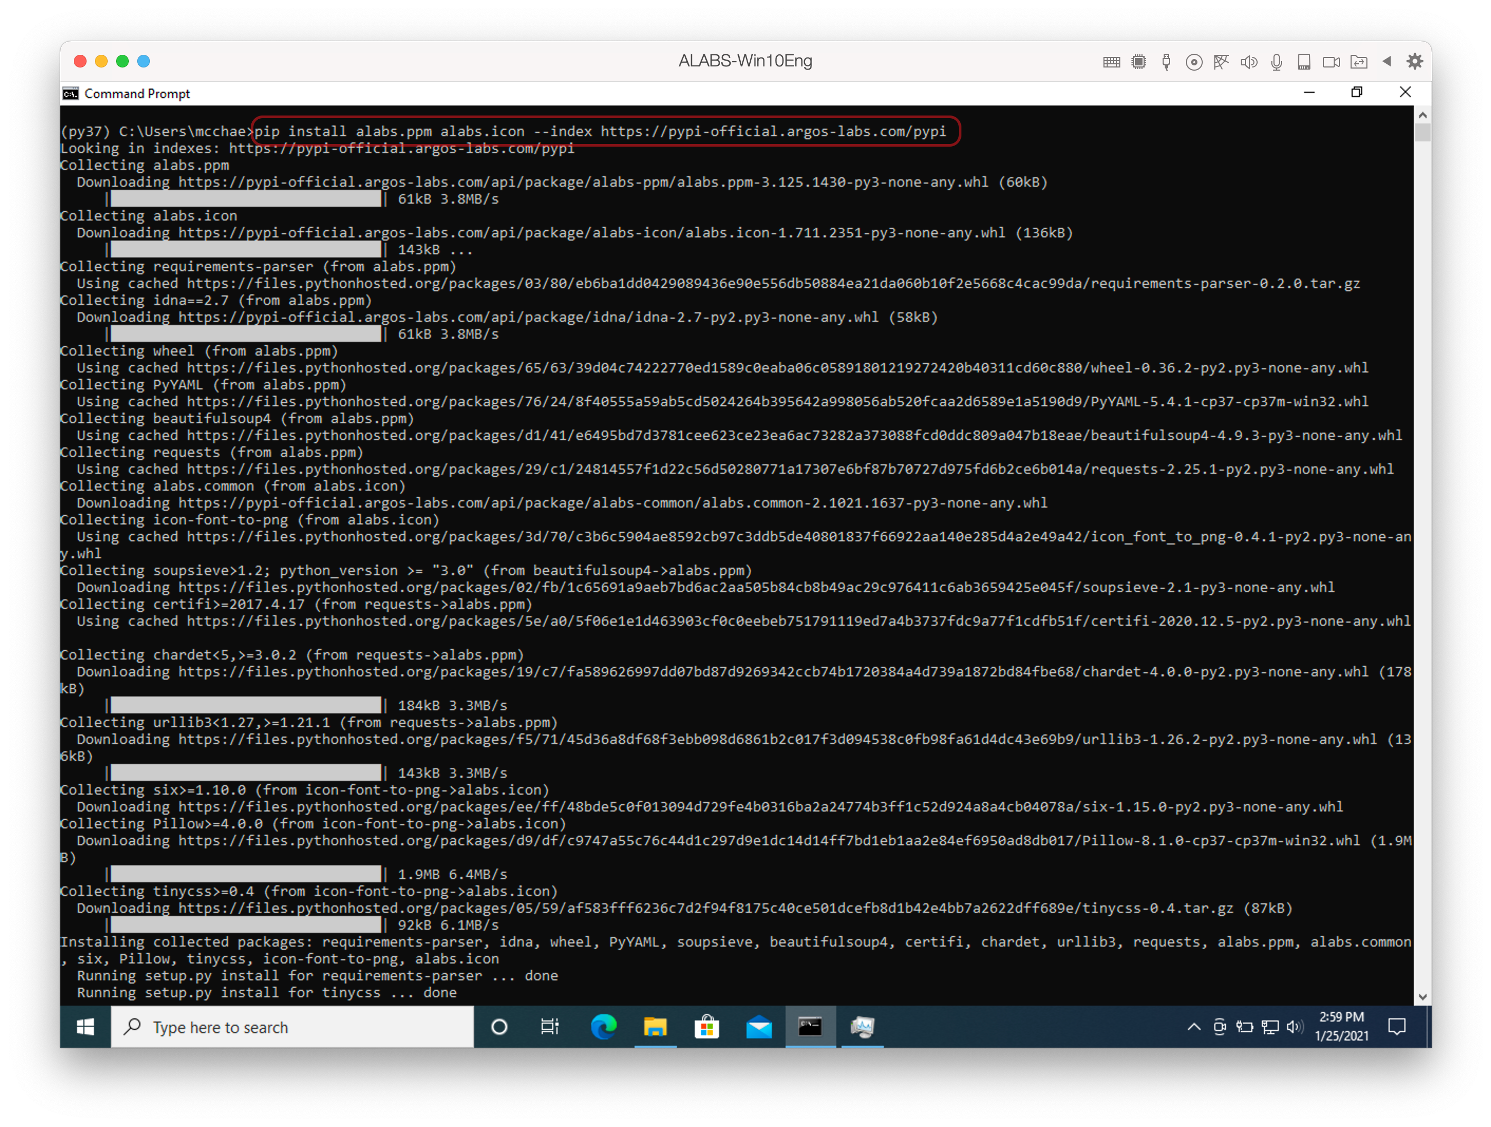 ALABS-Win10Eng
Command Prompt
(py37) C:\Users\mcchae>pip install alabs.ppm alabs.icon --index https://pypi-official.argos-labs.com/pypi
Looking in indexes: https://pypi-official.argos-labs.com/pypi
Collecting alabs.ppm
Downloading https://pypi-official.argos-labs.com/api/package/alabs-ppm/alabs.ppm-3.125.1430-py3-none-any.whl (60kB)
| | 61kB 3.8MB/s
Collecting alabs.icon
Downloading https://pypi-official.argos-labs.com/api/package/alabs-icon/alabs.icon-1.711.2351-py3-none-any.whl (136kB)
| | 143kB ...
Collecting requirements-parser (from alabs.ppm)
Using cached https://files.pythonhosted.org/packages/03/80/eb6ba1dd0429089436e90e556db50884ea21da060b10f2e5668c4cac99da/requirements-parser-0.2.0.tar.gz
Collecting idna==2.7 (from alabs.ppm)
Downloading https://pypi-official.argos-labs.com/api/package/idna/idna-2.7-py2.py3-none-any.whl (58kB)
| | 61kB 3.8MB/s
Collecting wheel (from alabs.ppm)
Using cached https://files.pythonhosted.org/packages/65/63/39d04c74222770ed1589c0eaba06c05891801219272420b40311cd60c880/wheel-0.36.2-py2.py3-none-any.whl
Collecting PyYAML (from alabs.ppm)
Using cached https://files.pythonhosted.org/packages/76/24/8f40555a59ab5cd5024264b395642a998056ab520fcaa2d6589e1a5190d9/PyYAML-5.4.1-cp37-cp37m-win32.whl
Collecting beautifulsoup4 (from alabs.ppm)
Using cached https://files.pythonhosted.org/packages/d1/41/e6495bd7d3781cee623ce23ea6ac73282a373088fcd0ddc809a047b18eae/beautifulsoup4-4.9.3-py3-none-any.whl
Collecting requests (from alabs.ppm)
Using cached https://files.pythonhosted.org/packages/29/c1/24814557f1d22c56d50280771a17307e6bf87b70727d975fd6b2ce6b014a/requests-2.25.1-py2.py3-none-any.whl
Collecting alabs.common (from alabs.icon)
Downloading https://pypi-official.argos-labs.com/api/package/alabs-common/alabs.common-2.1021.1637-py3-none-any.whl
Collecting icon-font-to-png (from alabs.icon)
Using cached https://files.pythonhosted.org/packages/3d/70/c3b6c5904ae8592cb97c3ddb5de40801837f66922aa140e285d4a2e49a42/icon_font_to_png-0.4.1-py2.py3-none-an
y.whl
Collecting soupsieve>1.2; python_version >= "3.0" (from beautifulsoup4->alabs.ppm)
Downloading https://files.pythonhosted.org/packages/02/fb/1c65691a9aeb7bd6ac2aa505b84cb8b49ac29c976411c6ab3659425e045f/soupsieve-2.1-py3-none-any.whl
Collecting certifi>=2017.4.17 (from requests->alabs.ppm)
Using cached https://files.pythonhosted.org/packages/5e/a0/5f06e1e1d463903cf0c0eebeb751791119ed7a4b3737fdc9a77f1cdfb51f/certifi-2020.12.5-py2.py3-none-any.whl
Collecting chardet<5,>=3.0.2 (from requests->alabs.ppm)
Downloading https://files.pythonhosted.org/packages/19/c7/fa589626997dd07bd87d9269342ccb74b1720384a4d739a1872bd84fbe68/chardet-4.0.0-py2.py3-none-any.whl (178
kB)
| | 184kB 3.3MB/s
Collecting urllib3<1.27,>=1.21.1 (from requests->alabs.ppm)
Downloading https://files.pythonhosted.org/packages/f5/71/45d36a8df68f3ebb098d6861b2c017f3d094538c0fb98fa61d4dc43e69b9/urllib3-1.26.2-py2.py3-none-any.whl (13
6kB)
| | 143kB 3.3MB/s
Collecting six>=1.10.0 (from icon-font-to-png->alabs.icon)
Downloading https://files.pythonhosted.org/packages/ee/ff/48bde5c0f013094d729fe4b0316ba2a24774b3ff1c52d924a8a4cb04078a/six-1.15.0-py2.py3-none-any.whl
Collecting Pillow>=4.0.0 (from icon-font-to-png->alabs.icon)
Downloading https://files.pythonhosted.org/packages/d9/df/c9747a55c76c44d1c297d9e1dc14d14ff7bd1eb1aa2e84ef6950ad8db017/Pillow-8.1.0-cp37-cp37m-win32.whl (1.9M
B)
| | 1.9MB 6.4MB/s
Collecting tinycss>=0.4 (from icon-font-to-png->alabs.icon)
Downloading https://files.pythonhosted.org/packages/05/59/af583fff6236c7d2f94f8175c40ce501dcefb8d1b42e4bb7a2622dff689e/tinycss-0.4.tar.gz (87kB)
| | 92kB 6.1MB/s
Installing collected packages: requirements-parser, idna, wheel, PyYAML, soupsieve, beautifulsoup4, certifi, chardet, urllib3, requests, alabs.ppm, alabs.common
, six, Pillow, tinycss, icon-font-to-png, alabs.icon
Running setup.py install for requirements-parser ... done
Running setup.py install for tinycss ... done
Type here to search
2:59 PM
1/25/2021